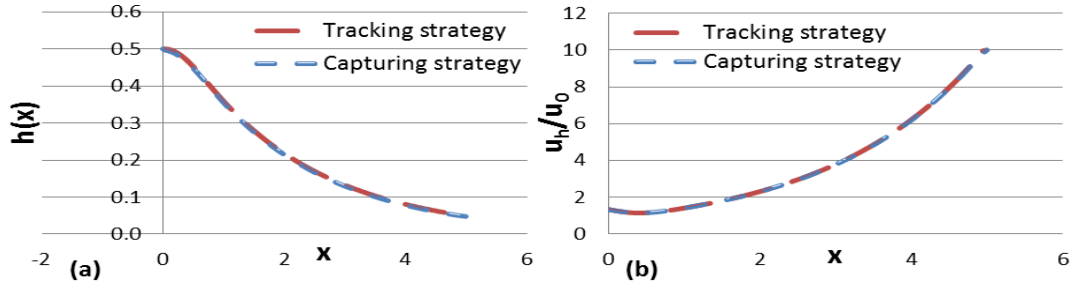 0.6
0.5
0.4
0.3
0.2
0.1
0.0
-2 0 2 4 6
h(x)
x
(a)
Tracking strategy
Capturing strategy
12
10
8
6
4
2
0
0 2 4 6
uh/u0
x
(b)
Tracking strategy
Capturing strategy